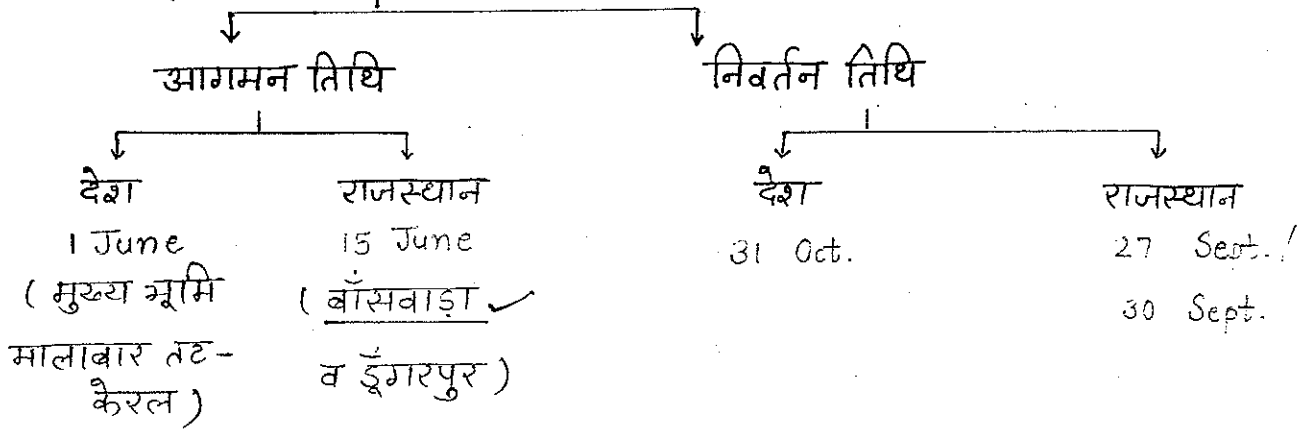 आगमन तिथि निवर्तन तिथि
देश राजस्थान देश राजस्थान
1 June 15 June 31 Oct. 27 Sept./
( मुख्य भूमि ( बाँसवाड़ा ✓ 30 Sept.
मालाबार तट- व डूँगरपुर )
केरल )